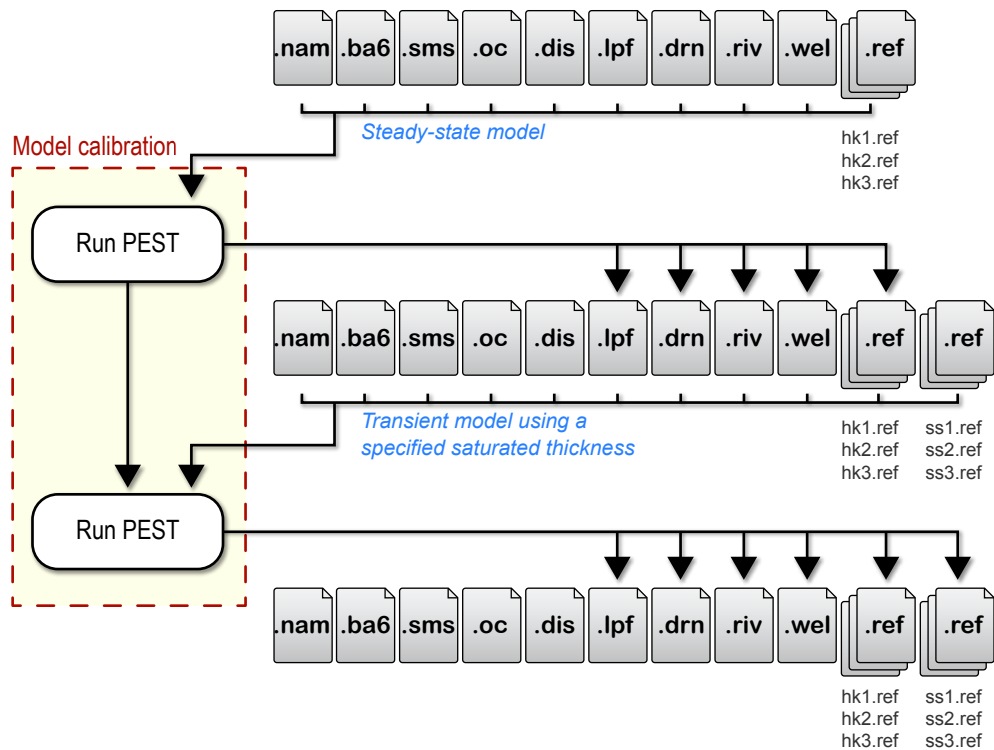 .nam .ba6 .sms .oc .dis .lpf .drn .riv .wel .ref
Steady-state model
hk1.ref
hk2.ref
hk3.ref
Model calibration
Run PEST
.nam .ba6 .sms .oc .dis .lpf .drn .riv .wel .ref .ref
Transient model using a
specified saturated thickness
hk1.ref ss1.ref
hk2.ref ss2.ref
hk3.ref ss3.ref
Run PEST
.nam .ba6 .sms .oc .dis .lpf .drn .riv .wel .ref .ref
hk1.ref ss1.ref
hk2.ref ss2.ref
hk3.ref ss3.ref